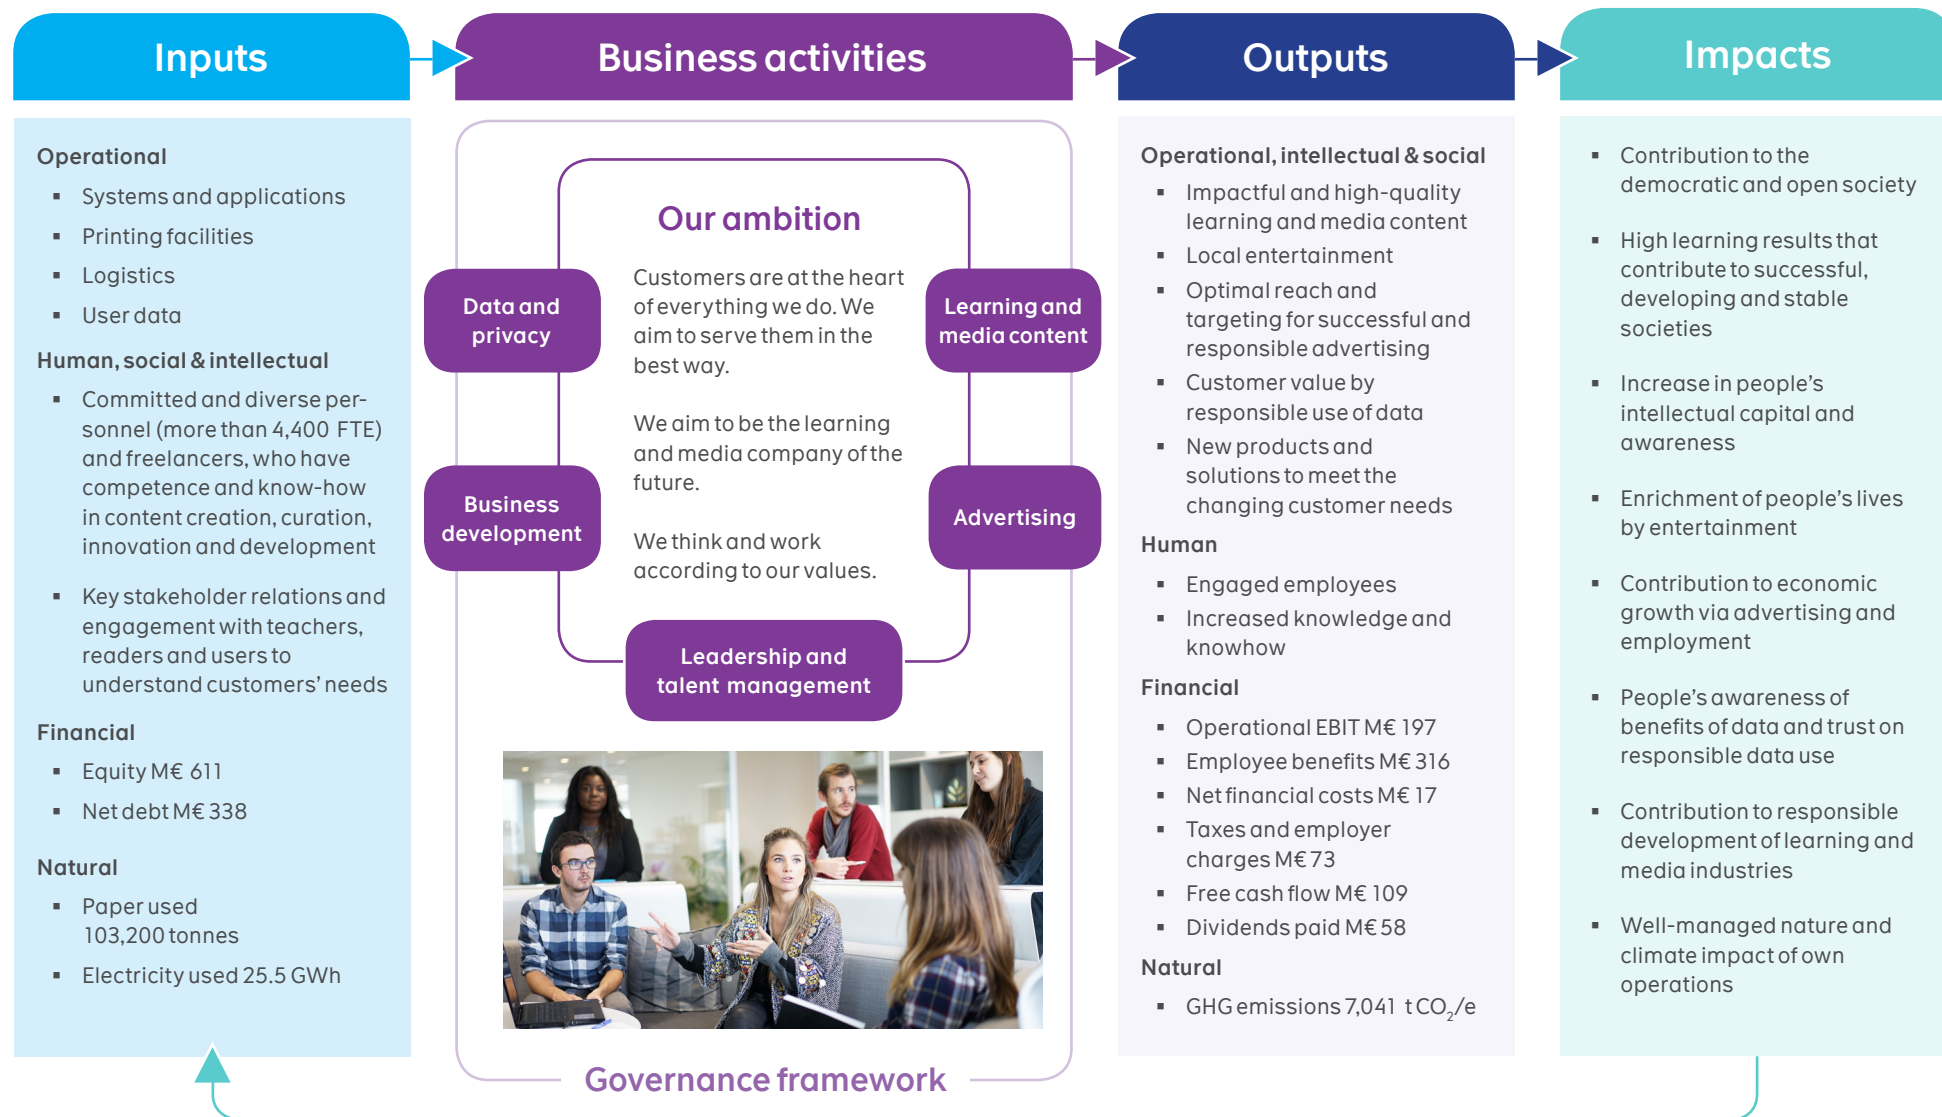 Inputs
Operational
▪ Systems and applications
▪ Printing facilities
▪ Logistics
▪ User data
Human, social & intellectual
▪ Committed and diverse per-
sonnel (more than 4,400 FTE)
and freelancers, who have
competence and know-how
in content creation, curation,
innovation and development
▪ Key stakeholder relations and
engagement with teachers,
readers and users to
understand customers’ needs
Financial
▪ Equity M€ 611
▪ Net debt M€ 338
Natural
▪ Paper used
103,200 tonnes
▪ Electricity used 25.5 GWh
Business activities
Our ambition
Customers are at the heart
of everything we do. We
aim to serve them in the
best way.
We aim to be the learning
and media company of the
future.
We think and work
according to our values.
Data and
privacy
Learning and
media content
Business
development
Advertising
Leadership and
talent management
Governance framework
Outputs
Operational, intellectual & social
▪ Impactful and high-quality
learning and media content
▪ Local entertainment
▪ Optimal reach and
targeting for successful and
responsible advertising
▪ Customer value by
responsible use of data
▪ New products and
solutions to meet the
changing customer needs
Human
▪ Engaged employees
▪ Increased knowledge and
knowhow
Financial
▪ Operational EBIT M€ 197
▪ Employee benefits M€ 316
▪ Net financial costs M€ 17
▪ Taxes and employer
charges M€ 73
▪ Free cash flow M€ 109
▪ Dividends paid M€ 58
Natural
▪ GHG emissions 7,041 t CO₂/e
Impacts
▪ Contribution to the
democratic and open society
▪ High learning results that
contribute to successful,
developing and stable
societies
▪ Increase in people’s
intellectual capital and
awareness
▪ Enrichment of people’s lives
by entertainment
▪ Contribution to economic
growth via advertising and
employment
▪ People’s awareness of
benefits of data and trust on
responsible data use
▪ Contribution to responsible
development of learning and
media industries
▪ Well-managed nature and
climate impact of own
operations